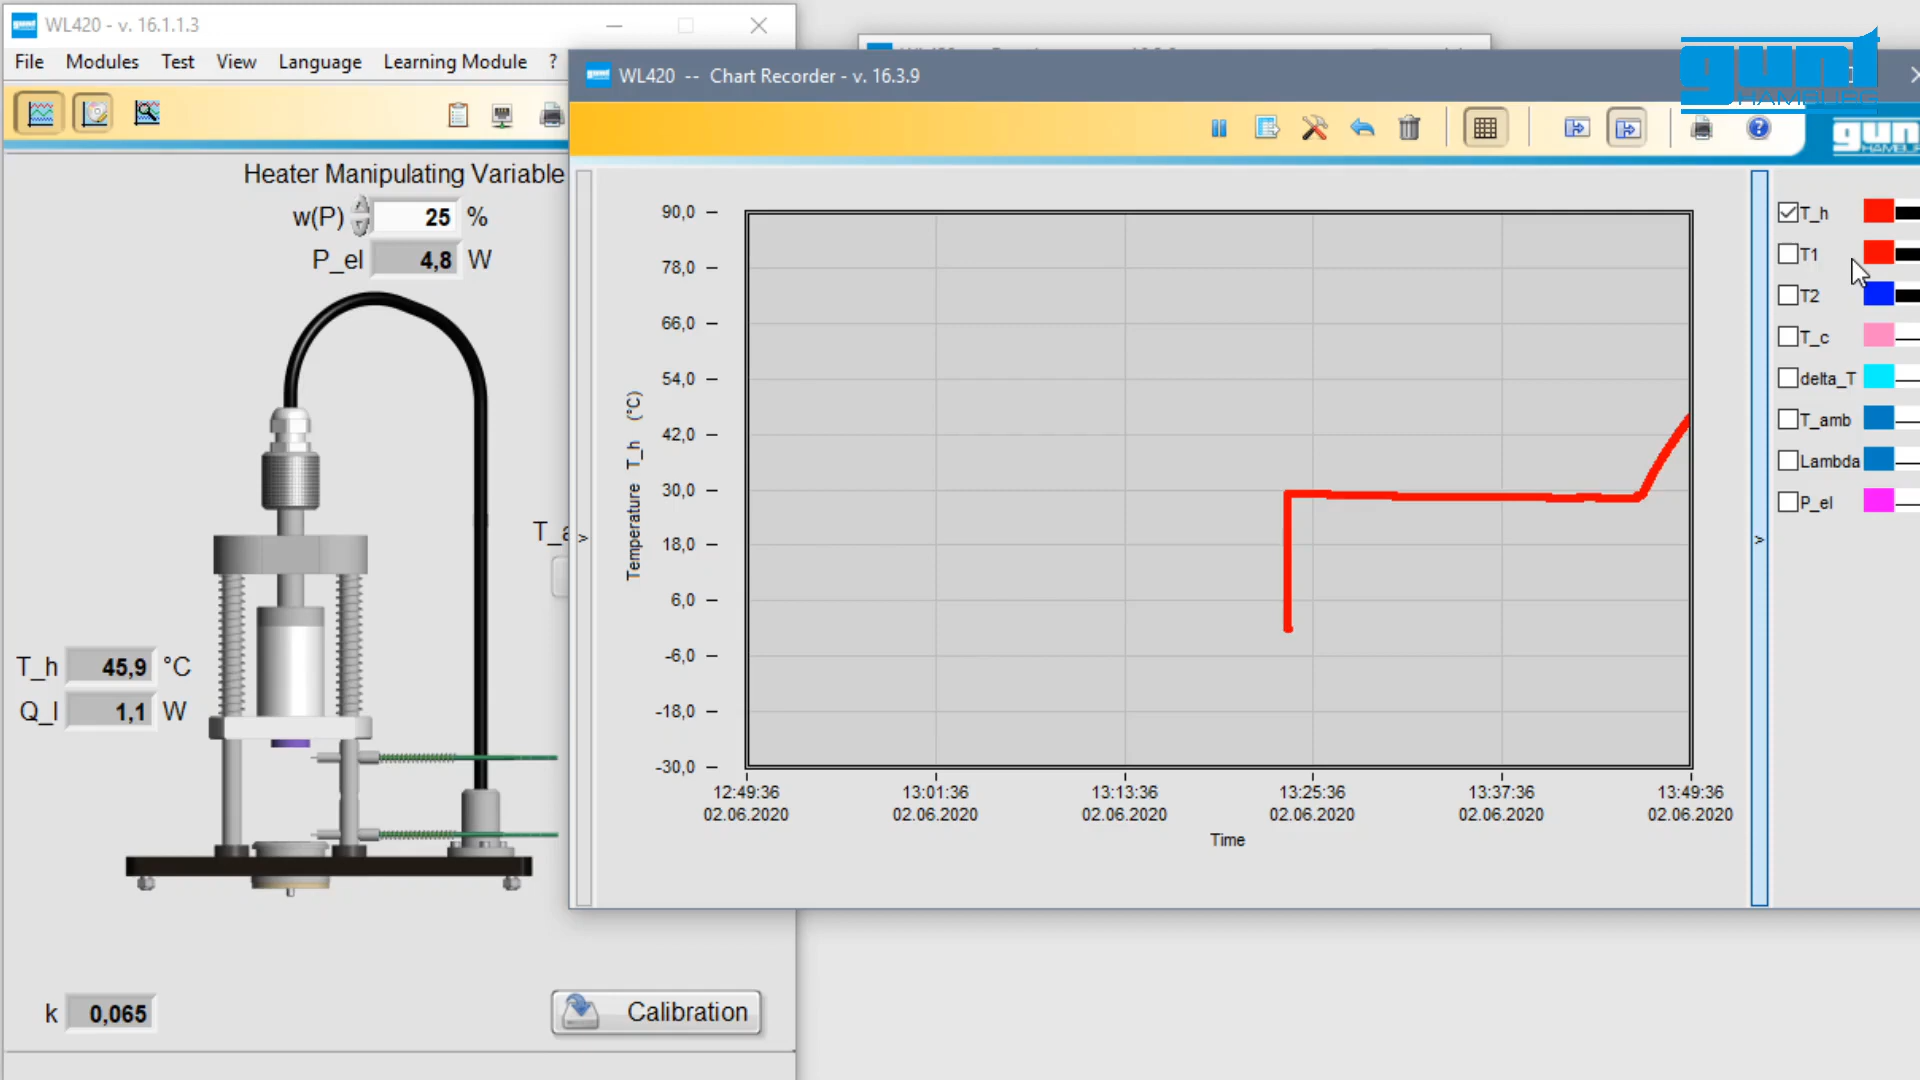 WL420 - v. 16.1.1.3
File Modules Test View Language Learning Module ?
Heater Manipulating Variable
w(P) 25 %
P_el 4,8 W
T_h 45,9 °C
Q_l 1,1 W
k 0,065
Calibration
WL420 -- Chart Recorder - v. 16.3.9
gunt
HAMBURG
90,0
78,0
66,0
54,0
42,0
30,0
18,0
6,0
-6,0
-18,0
-30,0
Temperature T_h (°C)
12:49:36 13:01:36 13:13:36 13:25:36 13:37:36 13:49:36
02.06.2020 02.06.2020 02.06.2020 02.06.2020 02.06.2020 02.06.2020
Time
T_h
T1
T2
T_c
delta_T
T_amb
Lambda
P_el